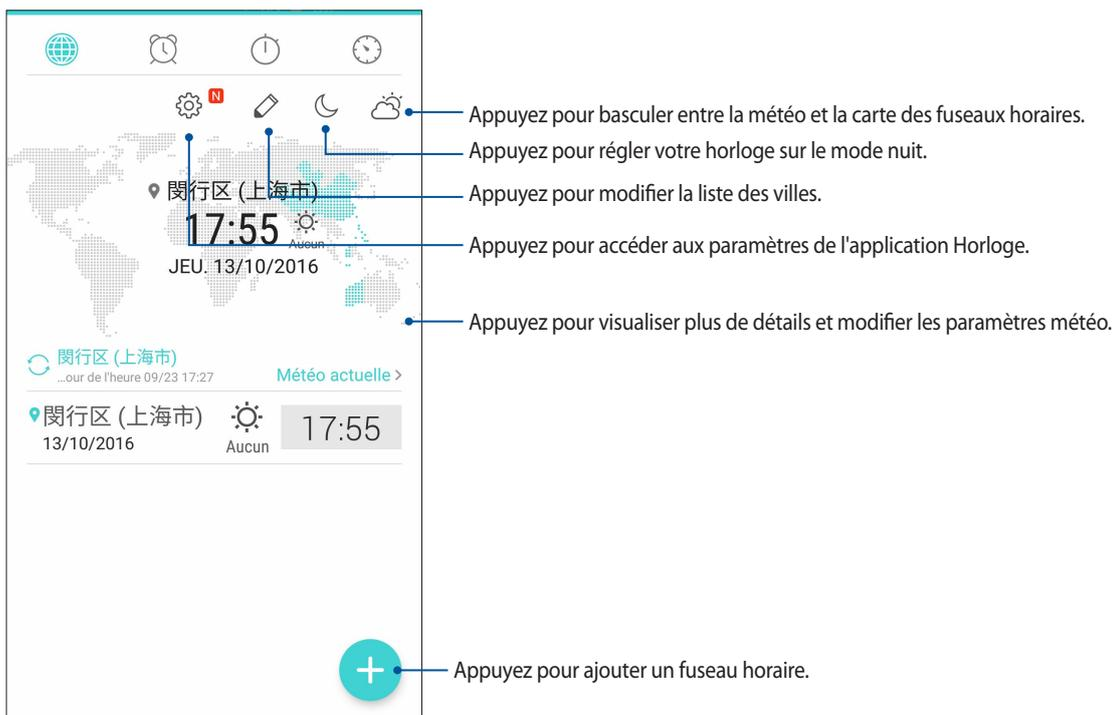 N
Appuyez pour basculer entre la météo et la carte des fuseaux horaires.
Appuyez pour régler votre horloge sur le mode nuit.
閔行区 (上海市)
Appuyez pour modifier la liste des villes.
17:55
Aucun
Appuyez pour accéder aux paramètres de l'application Horloge.
JEU. 13/10/2016
Appuyez pour visualiser plus de détails et modifier les paramètres météo.
閔行区 (上海市)
...our de l'heure 09/23 17:27
Météo actuelle >
閔行区 (上海市)
13/10/2016
Aucun
17:55
Appuyez pour ajouter un fuseau horaire.